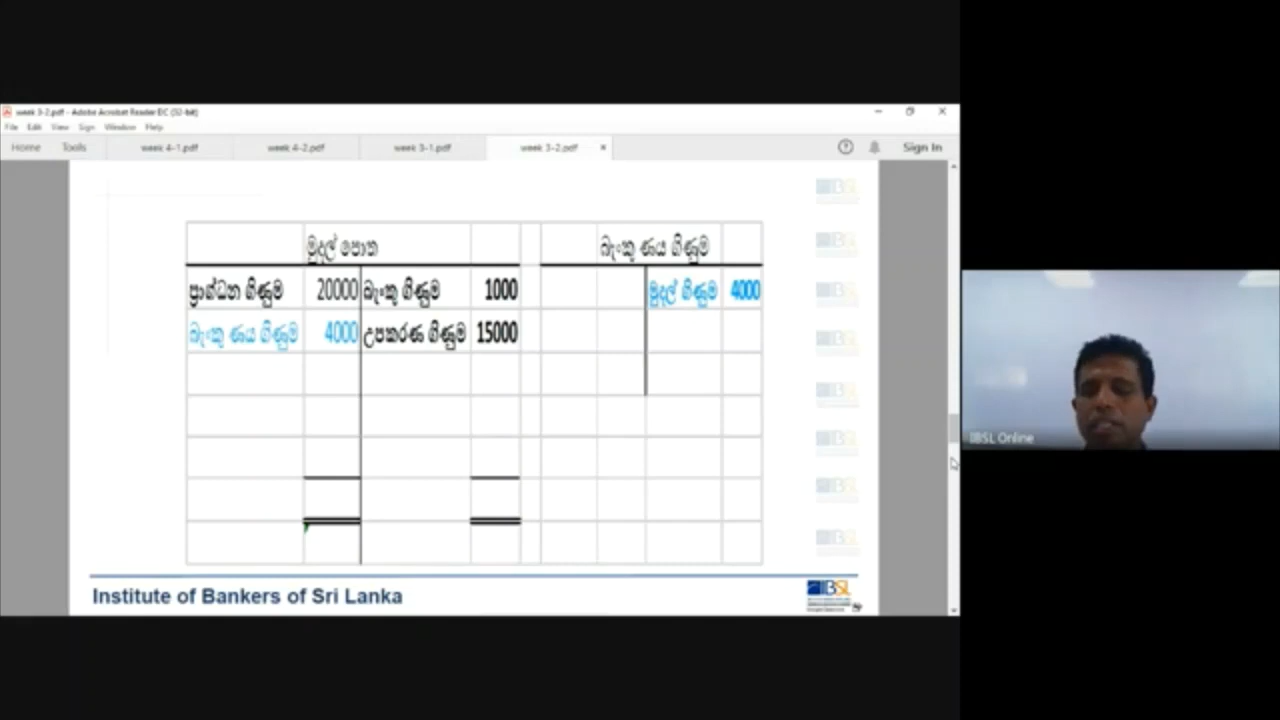 week 3-2.pdf - Adobe Acrobat Reader DC (32-bit)
File Edit View Sign Window Help
Home Tools week 4-1.pdf week 4-2.pdf week 3-1.pdf week 3-2.pdf × Sign In
මුදල් පොත බැංකු ණය ගිණුම
ප්‍රාග්ධන ගිණුම 20000 බැංකු ගිණුම 1000 මුදල් ගිණුම 4000
බැංකු ණය ගිණුම 4000 උපකරණ ගිණුම 15000
IBSL Online
Institute of Bankers of Sri Lanka
IBSL